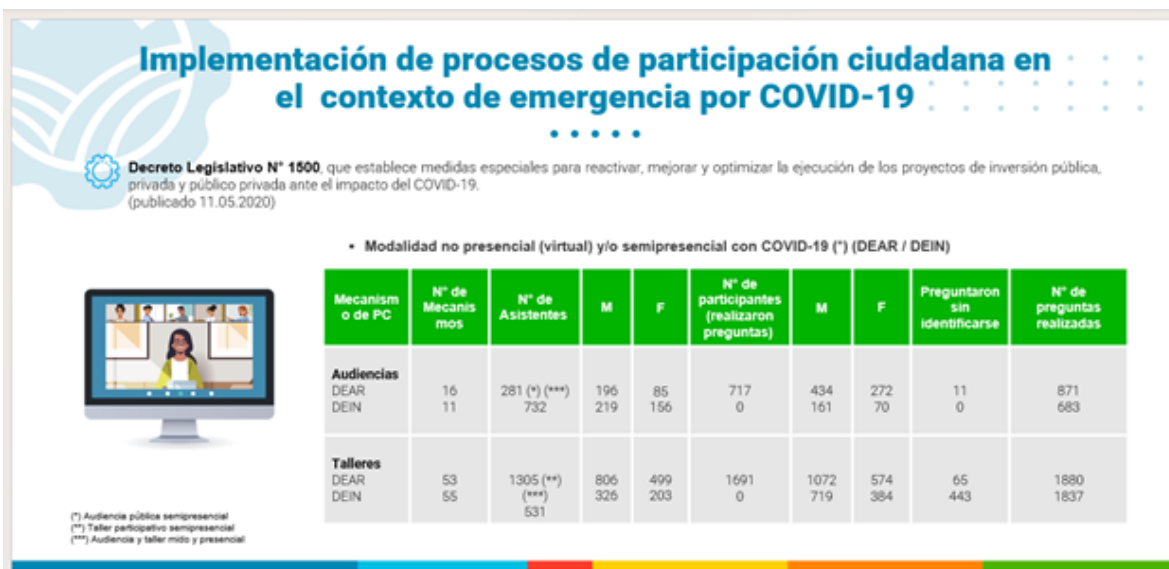 Implementación de procesos de participación ciudadana en
el contexto de emergencia por COVID-19
Decreto Legislativo N° 1500, que establece medidas especiales para reactivar, mejorar y optimizar la ejecución de los proyectos de inversión pública,
privada y público privada ante el impacto del COVID-19.
(publicado 11.05.2020)
• Modalidad no presencial (virtual) y/o semipresencial con COVID-19 (*) (DEAR / DEIN)
Mecanism
o de PC
N° de
Mecanis
mos
N° de
Asistentes
M
F
N° de
participantes
(realizaron
preguntas)
M
F
Preguntaron
sin
identificarse
N° de
preguntas
realizadas
Audiencias
DEAR 16 281 (*) (***) 196 85 717 434 272 11 871
DEIN 11 732 219 156 0 161 70 0 683
Talleres
DEAR 53 1305 (**) 806 499 1691 1072 574 65 1880
DEIN 55 (***) 326 203 0 719 384 443 1837
531
(*) Audiencia pública semipresencial
(**) Taller participativo semipresencial
(***) Audiencia y taller mido y presencial